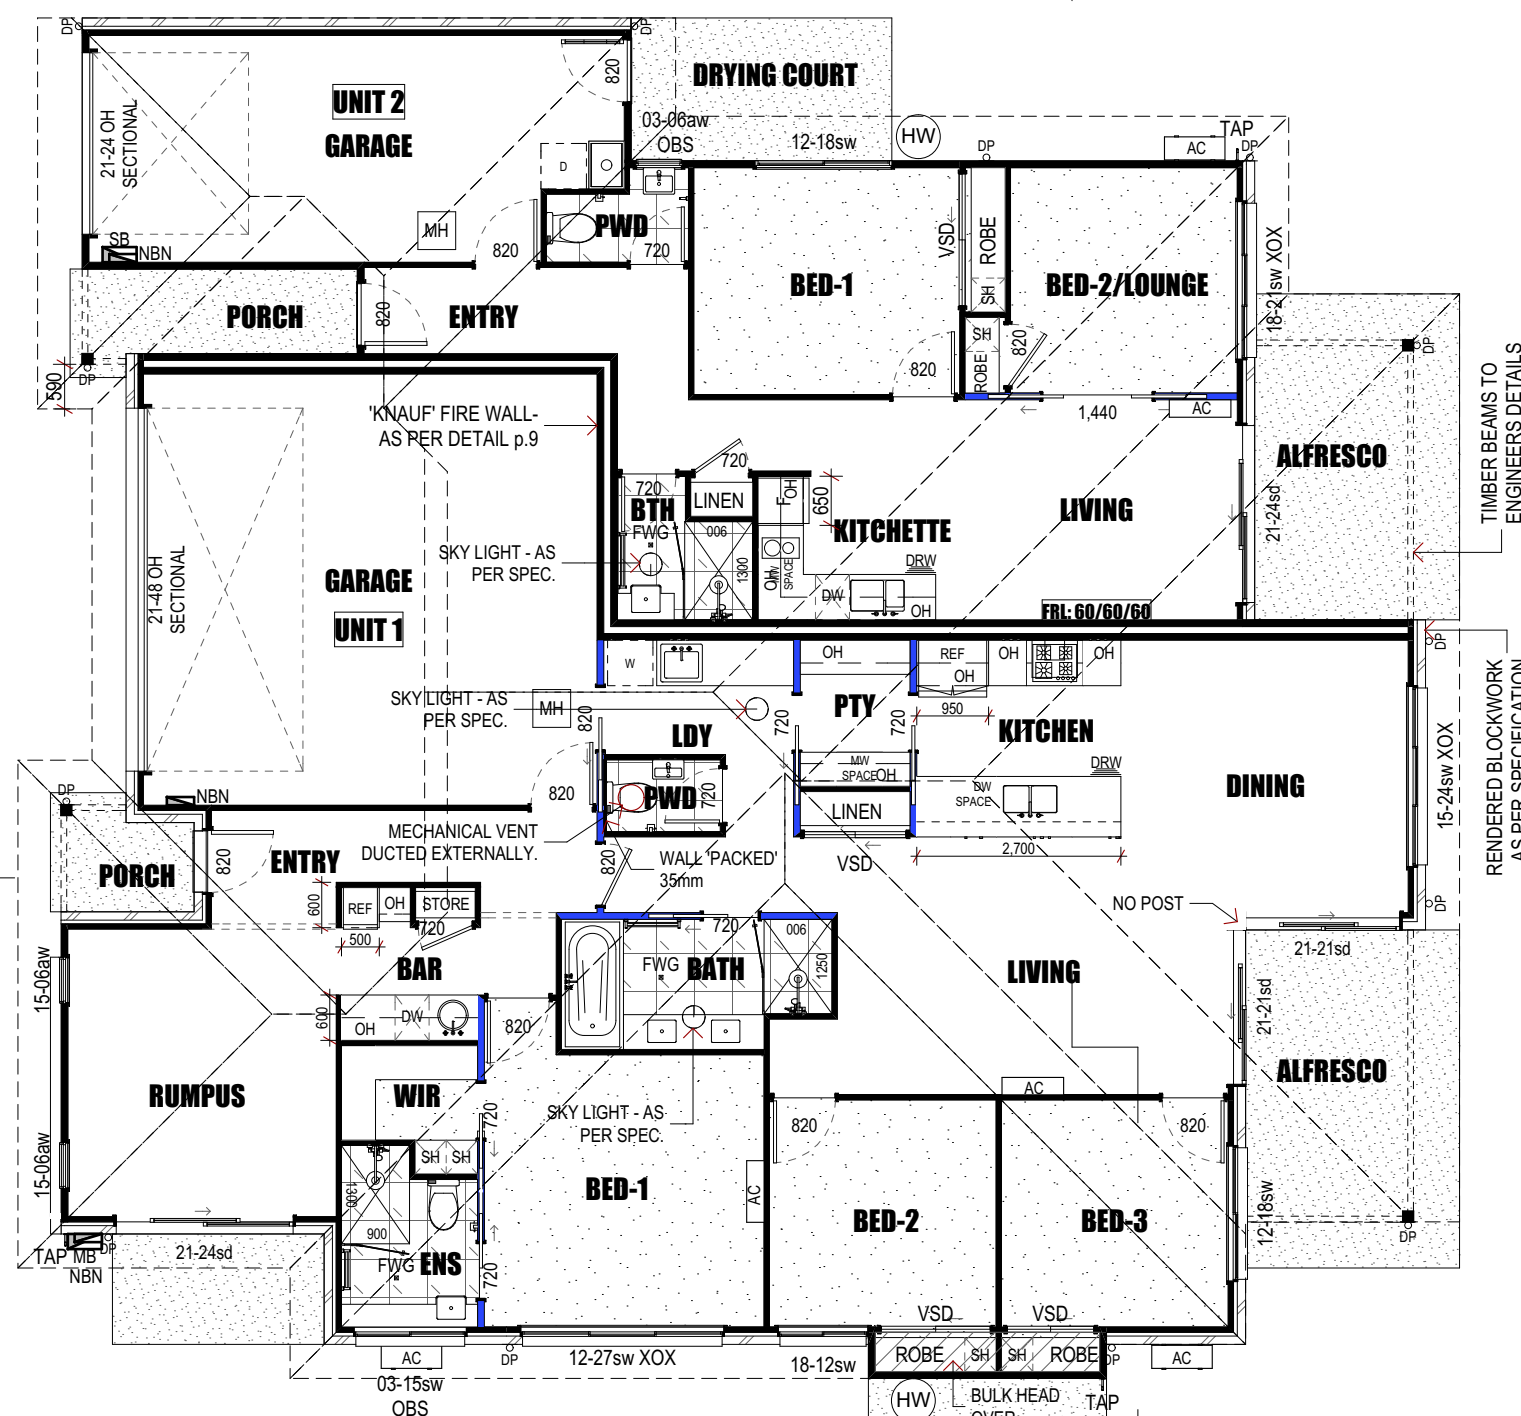 DP
DP
DRYING COURT
UNIT 2
GARAGE
820
21-24 OH
SECTIONAL
03-06aw
OBS
12-18sw
HW
DP
TAP
AC
DP
D
MH
PWD
820
720
SB
NBN
VSD
ROBE
SH
BED-1
BED-2/LOUNGE
18-21sw XOX
PORCH
820
ENTRY
SH
ROBE
820
820
DP
590
DP
1,440
AC
'KNAUF' FIRE WALL-
AS PER DETAIL p.9
TIMBER BEAMS TO
ENGINEERS DETAILS
720
720
LINEN
BTH
FWG
900
1300
F
OH
650
KITCHETTE
LIVING
ALFRESCO
21-24sd
OH
MW
SPACE
DRW
DW
OH
SKY LIGHT - AS
PER SPEC.
21-48 OH
SECTIONAL
GARAGE
UNIT 1
FRL: 60/60/60
DP
RENDERED BLOCKWORK
AS PER SPECIFICATION
W
OH
REF
OH
OH
OH
SKY LIGHT - AS
PER SPEC.
MH
820
LDY
720
PTY
720
950
KITCHEN
15-24sw XOX
MW
SPACE
OH
DRW
DW
SPACE
DINING
DP
NBN
820
PWD
720
LINEN
2,700
VSD
MECHANICAL VENT
DUCTED EXTERNALLY.
820
WALL 'PACKED'
35mm
PORCH
820
ENTRY
600
REF
OH
STORE
500
720
NO POST
DP
720
900
1250
21-21sd
BAR
FWG
BATH
LIVING
15-06aw
21-21sd
600
OH
DW
820
RUMPUS
WIR
SKY LIGHT - AS
PER SPEC.
720
AC
820
820
ALFRESCO
15-06aw
SH
SH
1300
900
BED-1
AC
BED-2
BED-3
12-18sw
DP
TAP
MB
NBN
DP
21-24sd
FWG
ENS
720
VSD
VSD
AC
DP
12-27sw XOX
18-12sw
ROBE
SH
SH
ROBE
DP
AC
03-15sw
OBS
HW
BULK HEAD
OVER
TAP